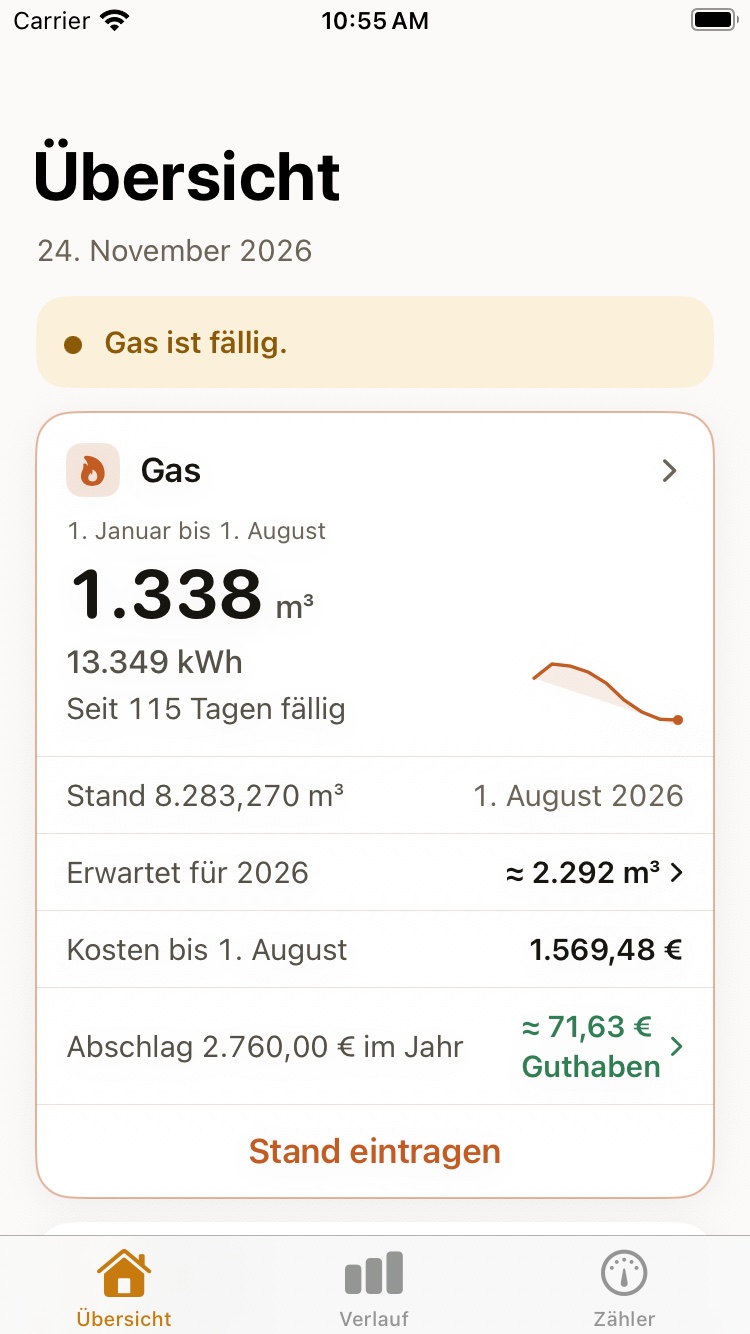 Carrier 10:55 AM
Übersicht
24. November 2026
Gas ist fällig.
Gas
1. Januar bis 1. August
1.338 m³
13.349 kWh
Seit 115 Tagen fällig
Stand 8.283,270 m³ 1. August 2026
Erwartet für 2026 ≈ 2.292 m³
Kosten bis 1. August 1.569,48 €
Abschlag 2.760,00 € im Jahr ≈ 71,63 €
Guthaben
Stand eintragen
Übersicht Verlauf Zähler